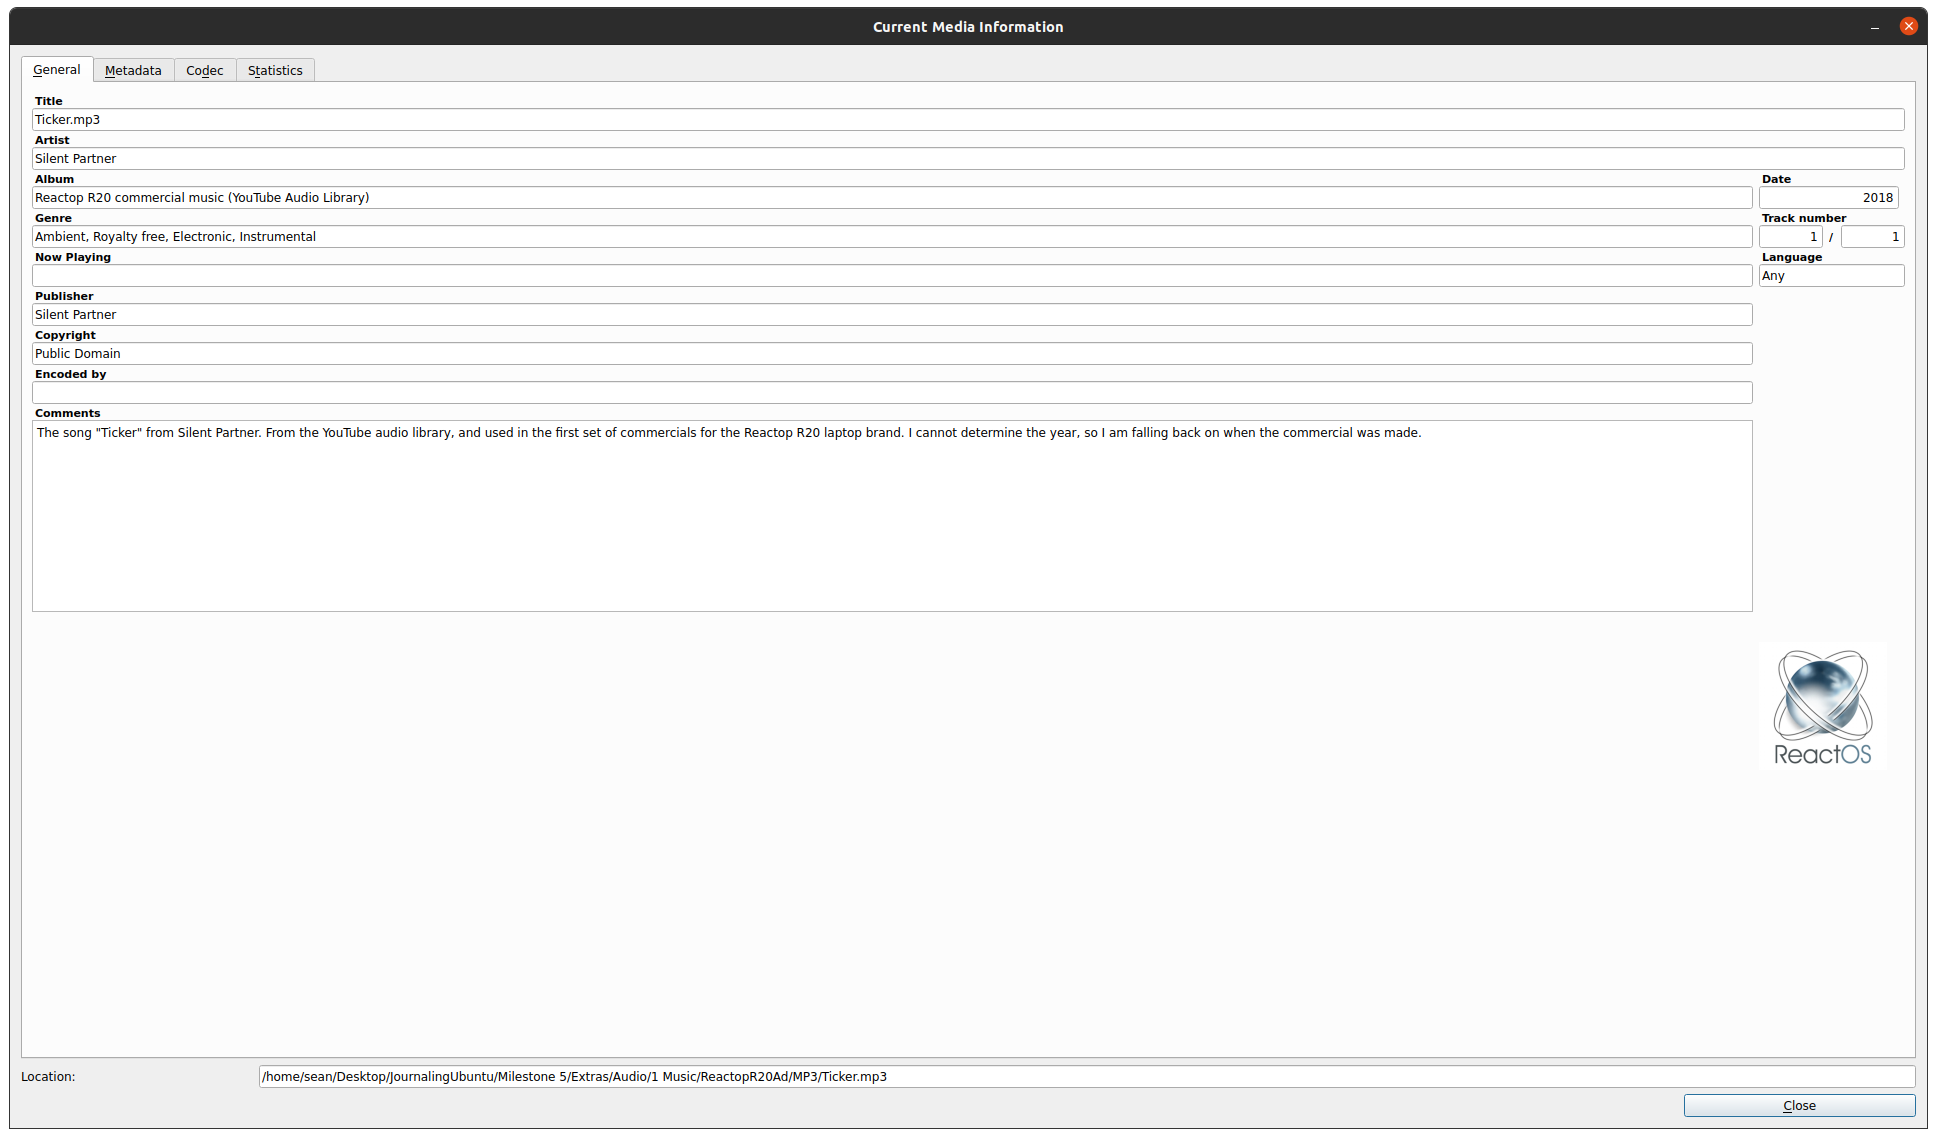 Current Media Information
General Metadata Codec Statistics
Title
Ticker.mp3
Artist
Silent Partner
Album Date
Reactop R20 commercial music (YouTube Audio Library) 2018
Genre Track number
Ambient, Royalty free, Electronic, Instrumental 1 / 1
Now Playing Language
Any
Publisher
Silent Partner
Copyright
Public Domain
Encoded by
Comments
The song "Ticker" from Silent Partner. From the YouTube audio library, and used in the first set of commercials for the Reactop R20 laptop brand. I cannot determine the year, so I am falling back on when the commercial was made.
ReactOS
Location: /home/sean/Desktop/JournalingUbuntu/Milestone 5/Extras/Audio/1 Music/ReactopR20Ad/MP3/Ticker.mp3
Close